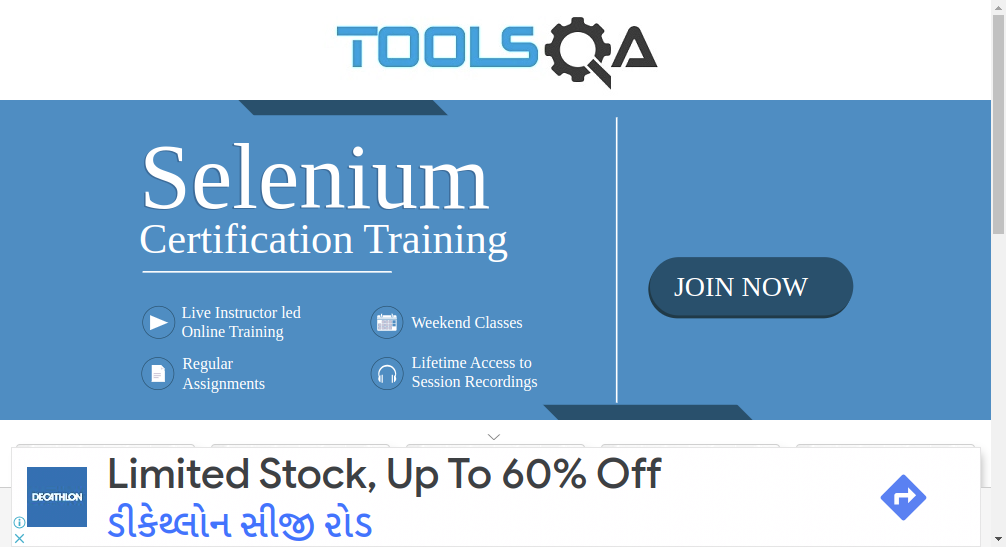 TOOLSQA
Selenium
Certification Training
JOIN NOW
Live Instructor led
Online Training
Weekend Classes
Regular
Assignments
Lifetime Access to
Session Recordings
Limited Stock, Up To 60% Off
DECATHLON
ડીકેથ્લોન સીજી રોડ